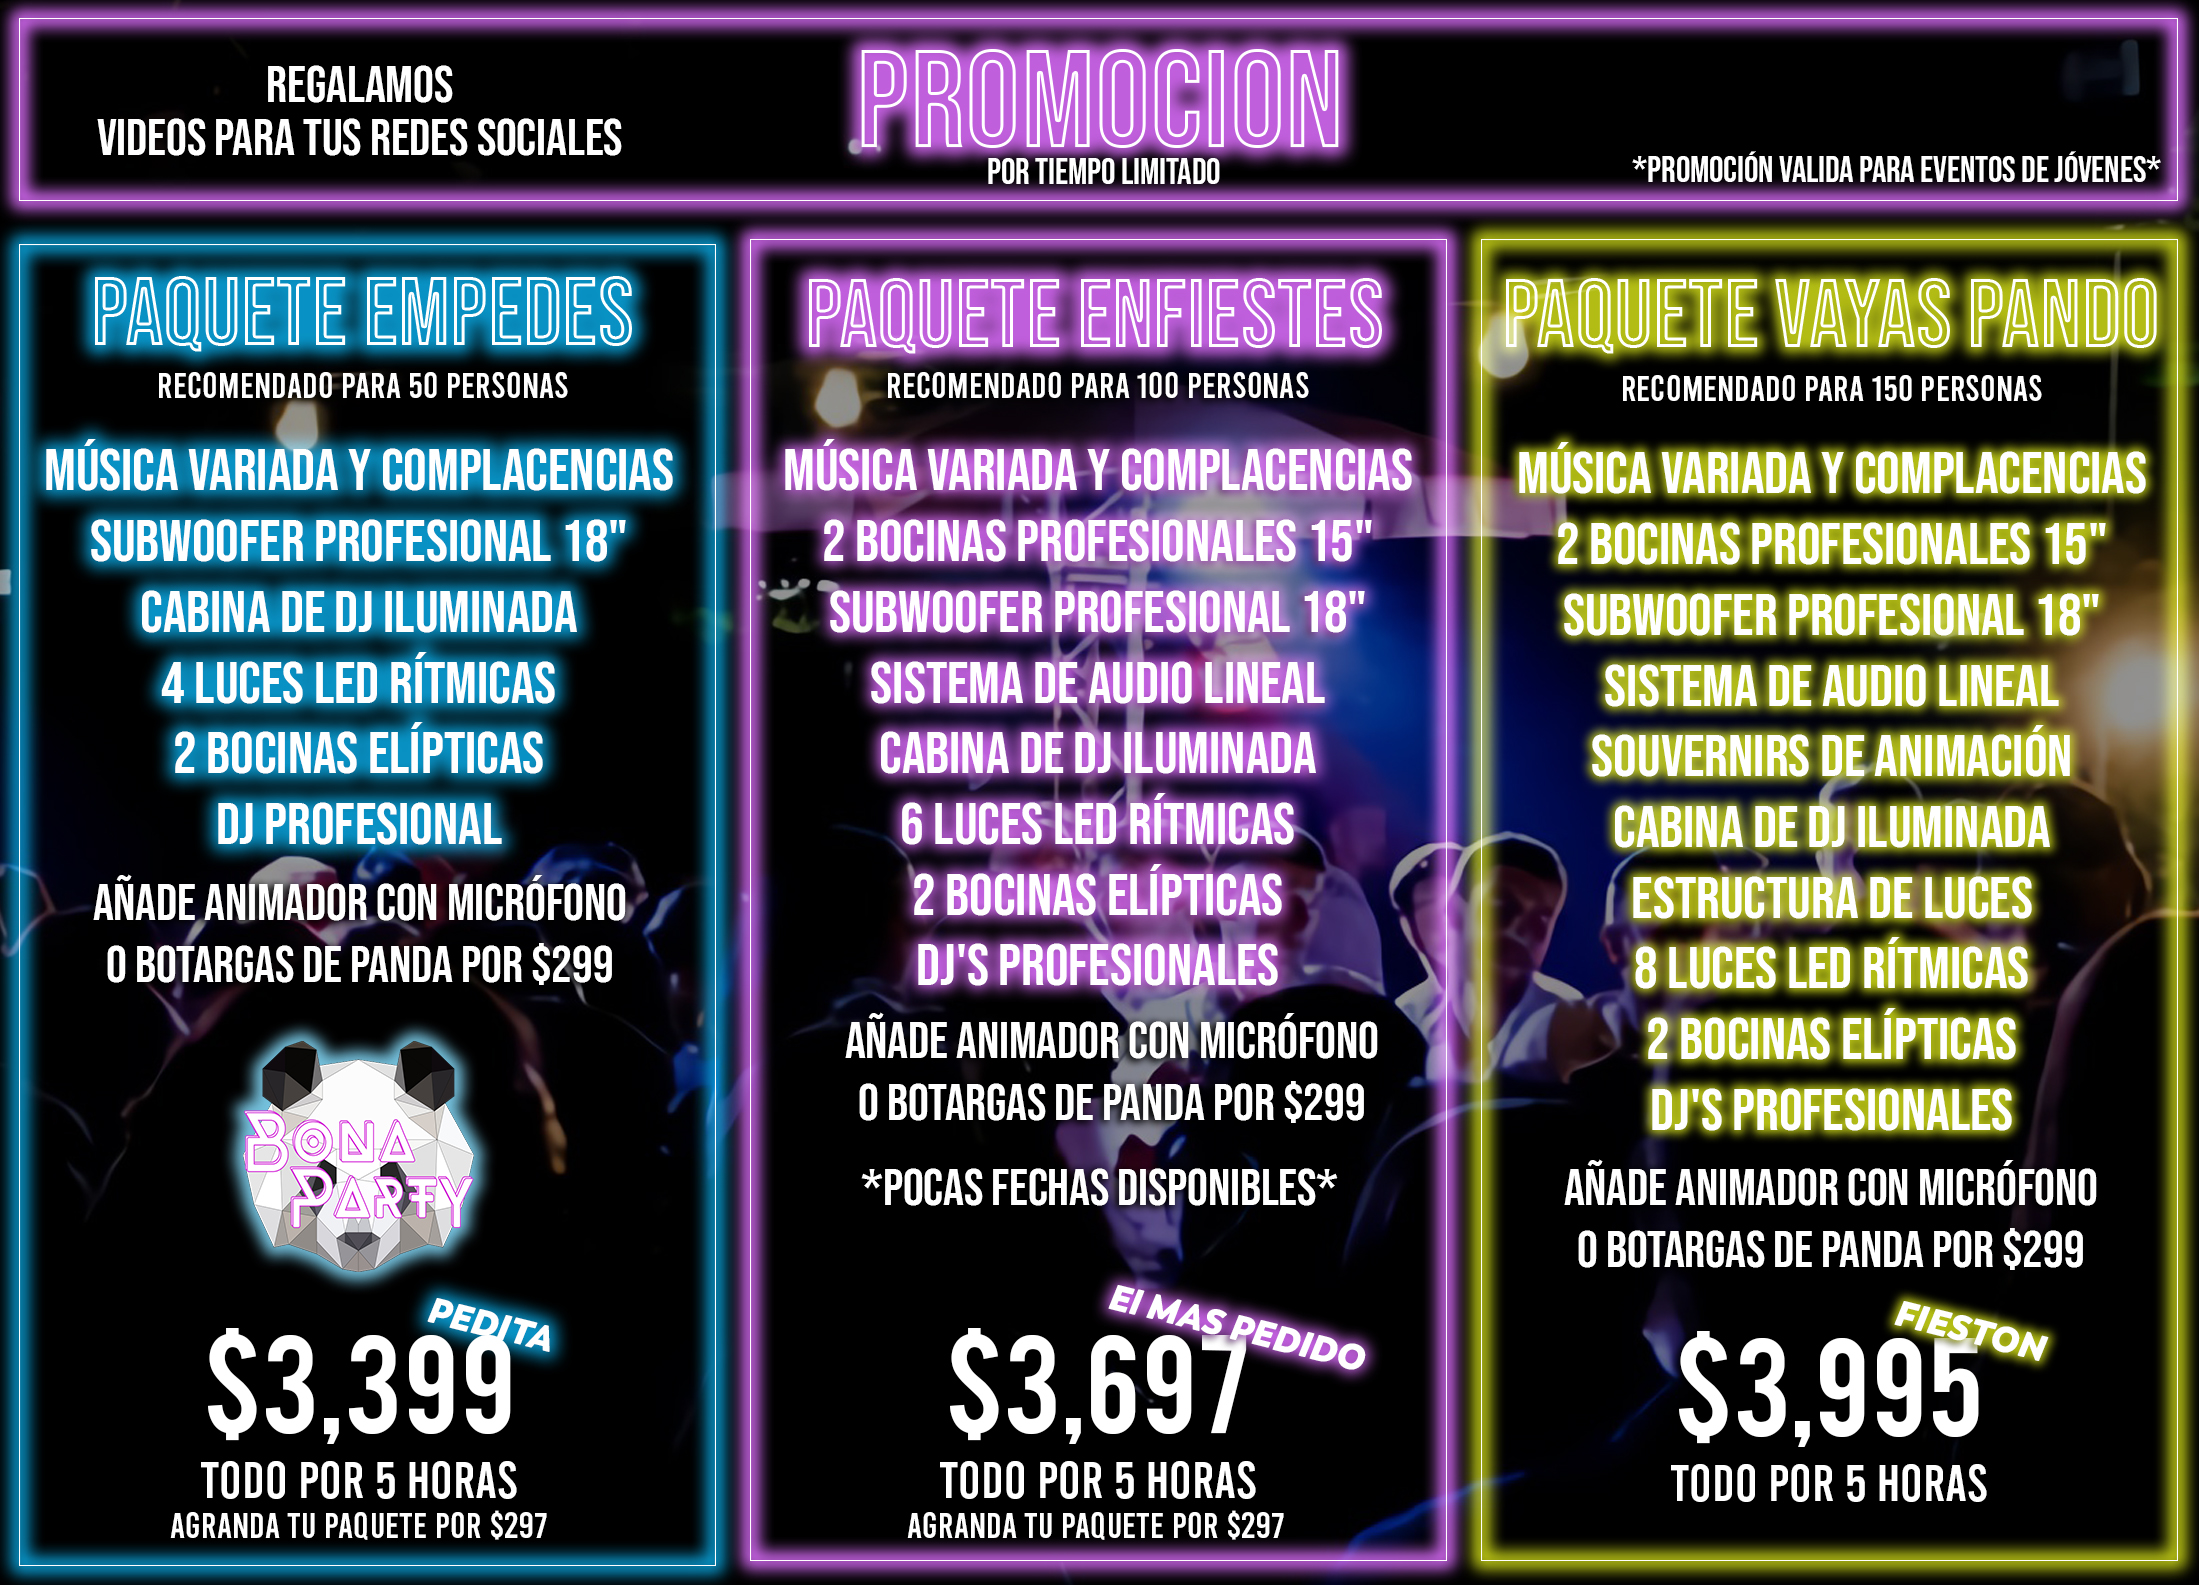 REGALAMOS
VIDEOS PARA TUS REDES SOCIALES
PROMOCION
POR TIEMPO LIMITADO
*PROMOCIÓN VALIDA PARA EVENTOS DE JÓVENES*
PAQUETE EMPEDES
RECOMENDADO PARA 50 PERSONAS
MÚSICA VARIADA Y COMPLACENCIAS
SUBWOOFER PROFESIONAL 18"
CABINA DE DJ ILUMINADA
4 LUCES LED RÍTMICAS
2 BOCINAS ELÍPTICAS
DJ PROFESIONAL
AÑADE ANIMADOR CON MICRÓFONO
O BOTARGAS DE PANDA POR $299
BONA
PARTY
PEDITA
$3,399
TODO POR 5 HORAS
AGRANDA TU PAQUETE POR $297
PAQUETE ENFIESTES
RECOMENDADO PARA 100 PERSONAS
MÚSICA VARIADA Y COMPLACENCIAS
2 BOCINAS PROFESIONALES 15"
SUBWOOFER PROFESIONAL 18"
SISTEMA DE AUDIO LINEAL
CABINA DE DJ ILUMINADA
6 LUCES LED RÍTMICAS
2 BOCINAS ELÍPTICAS
DJ'S PROFESIONALES
AÑADE ANIMADOR CON MICRÓFONO
O BOTARGAS DE PANDA POR $299
*POCAS FECHAS DISPONIBLES*
El MAS PEDIDO
$3,697
TODO POR 5 HORAS
AGRANDA TU PAQUETE POR $297
PAQUETE VAYAS PANDO
RECOMENDADO PARA 150 PERSONAS
MÚSICA VARIADA Y COMPLACENCIAS
2 BOCINAS PROFESIONALES 15"
SUBWOOFER PROFESIONAL 18"
SISTEMA DE AUDIO LINEAL
SOUVERNIRS DE ANIMACIÓN
CABINA DE DJ ILUMINADA
ESTRUCTURA DE LUCES
8 LUCES LED RÍTMICAS
2 BOCINAS ELÍPTICAS
DJ'S PROFESIONALES
AÑADE ANIMADOR CON MICRÓFONO
O BOTARGAS DE PANDA POR $299
FIESTON
$3,995
TODO POR 5 HORAS